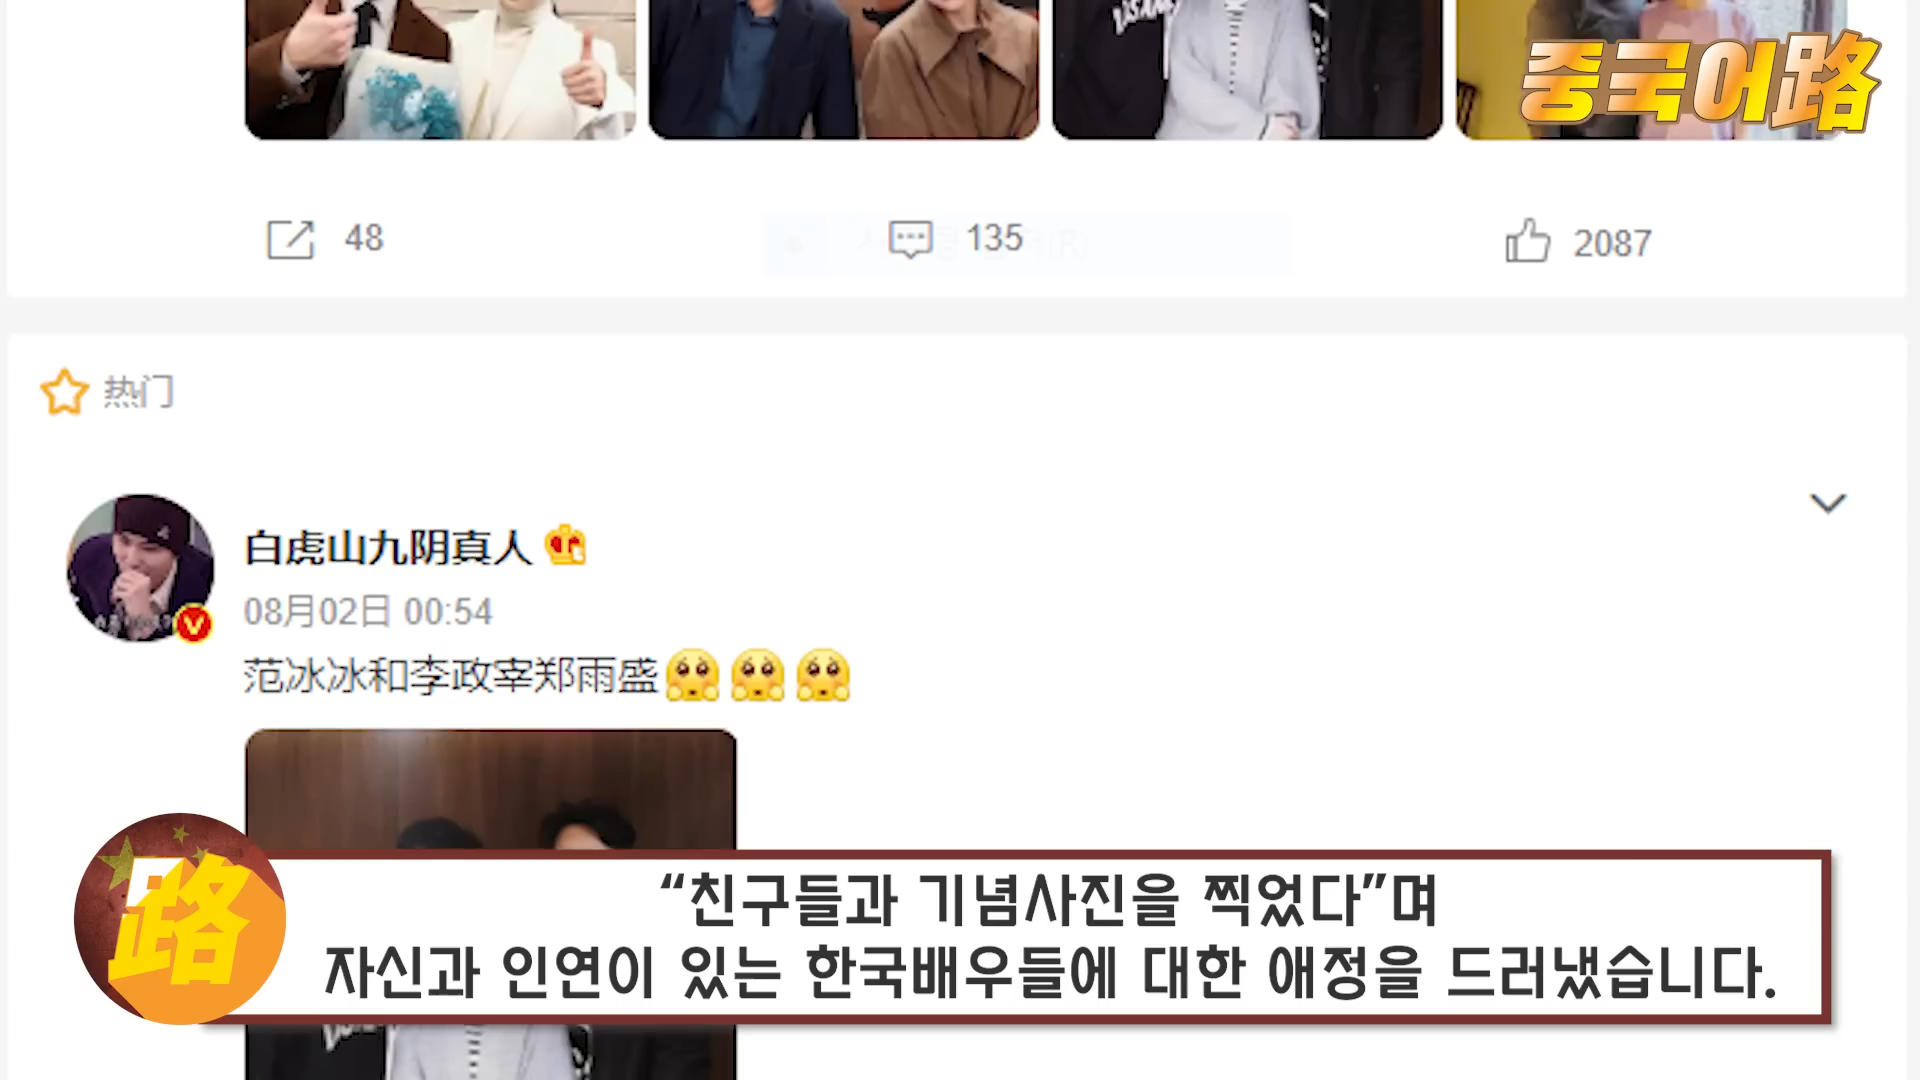 중국어路
48
135
2087
热门
白虎山九阴真人
08月02日 00:54
范冰冰和李政宰郑雨盛
路
“친구들과 기념사진을 찍었다”며
자신과 인연이 있는 한국배우들에 대한 애정을 드러냈습니다.